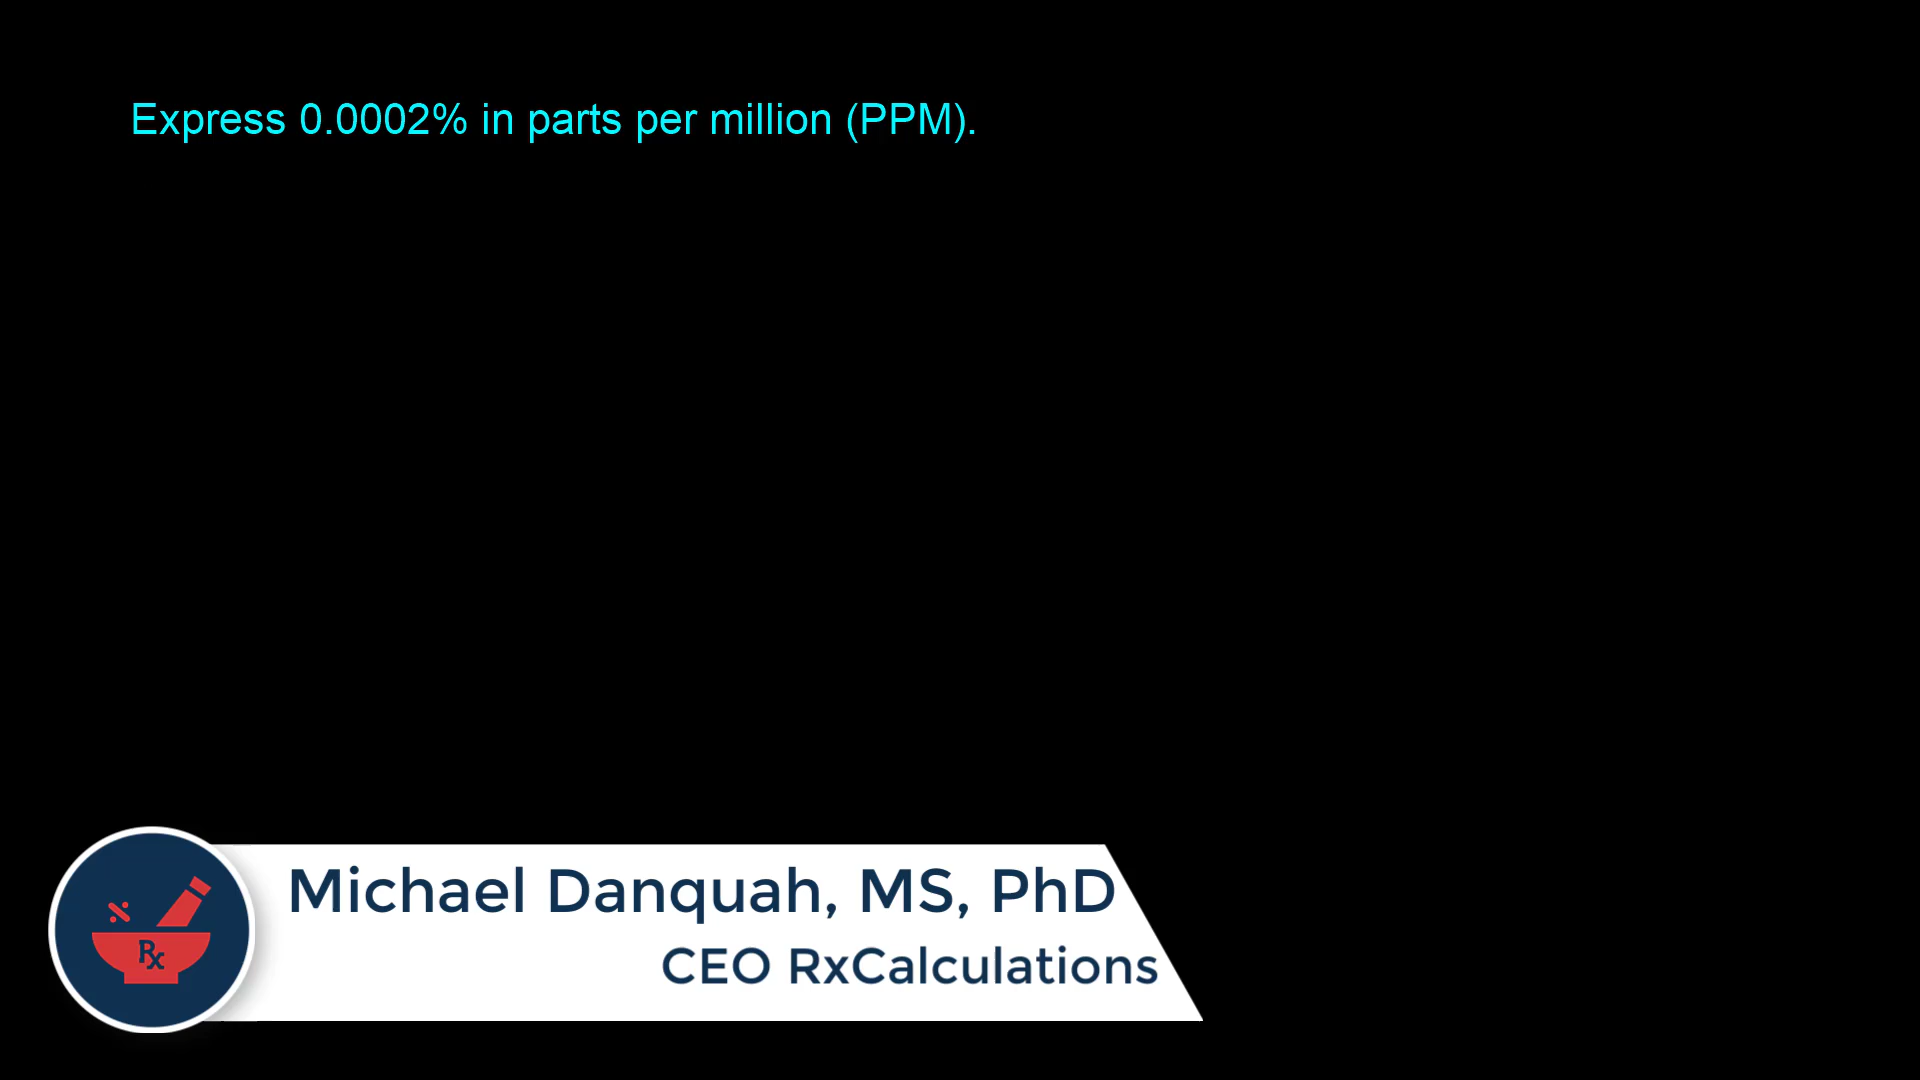 Express 0.0002% in parts per million (PPM).
Michael Danquah, MS, PhD
CEO RxCalculations
%
Rx